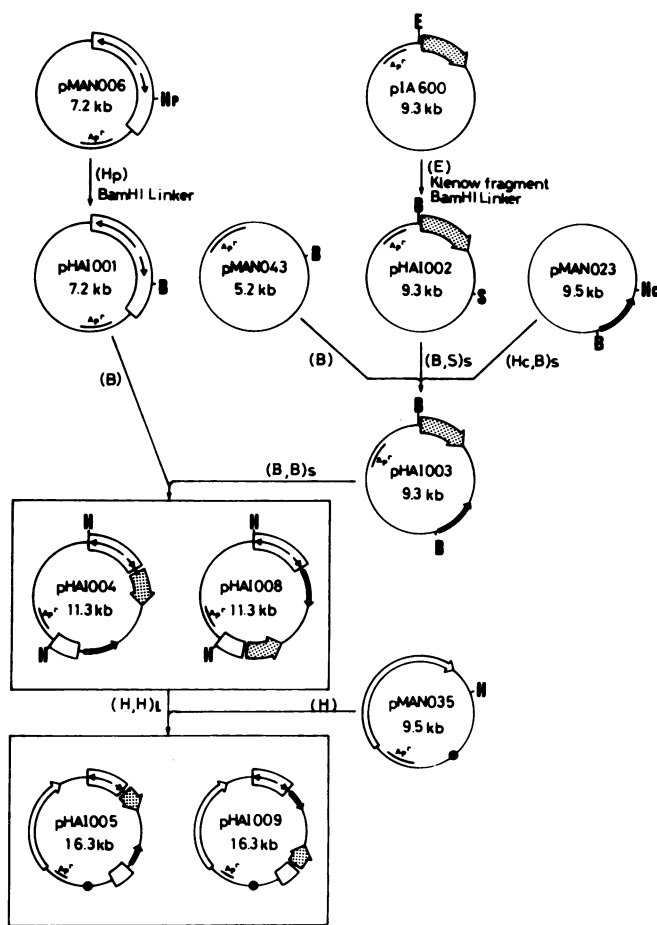 E
pMAN006
7.2 kb
Hp
Apr
pIA600
9.3 kb
Apr
(Hp)
BamHI Linker
(E)
Klenow fragment
BamHI Linker
B
pHAI001
7.2 kb
B
Apr
pMAN043
5.2 kb
B
Apr
pHAI002
9.3 kb
S
Apr
pMAN023
9.5 kb
Hc
B
(B)
(B)
(B,S)s
(Hc,B)s
B
pHAI003
9.3 kb
Apr
B
(B,B)s
H
pHAI004
11.3 kb
Apr
H
H
pHAI008
11.3 kb
Apr
H
(H,H)L
(H)
pMAN035
9.5 kb
H
Apr
pHAI005
16.3 kb
Apr
pHAI009
16.3 kb
Apr